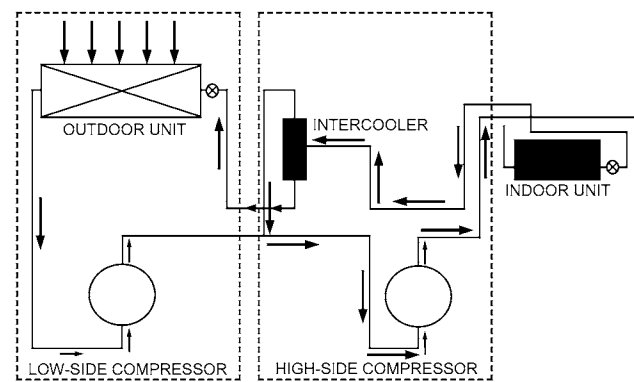 OUTDOOR UNIT
INTERCOOLER
INDOOR UNIT
LOW-SIDE COMPRESSOR
HIGH-SIDE COMPRESSOR